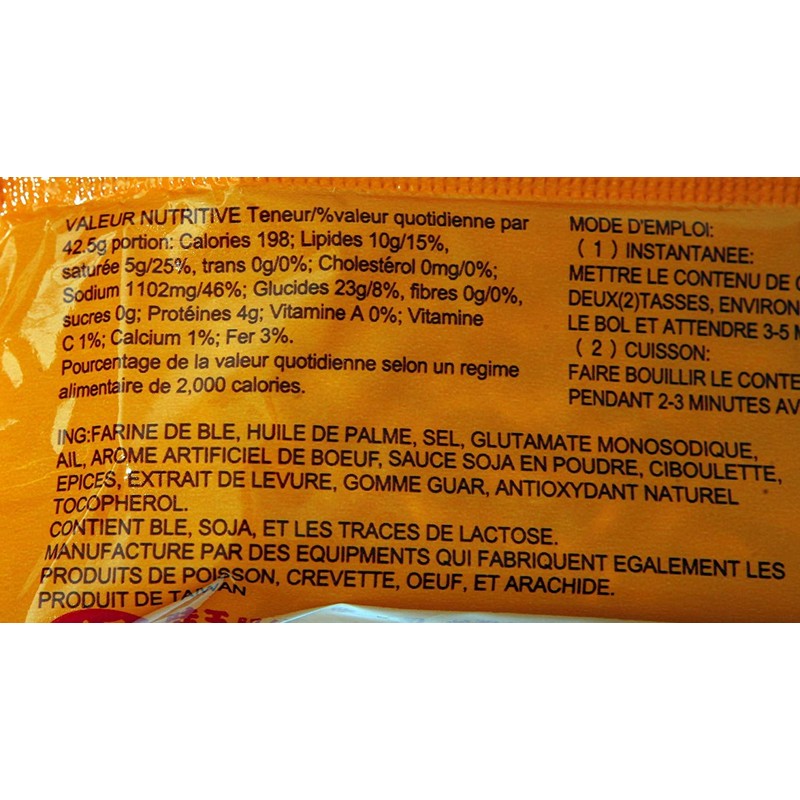 VALEUR NUTRITIVE Teneur/%valeur quotidienne par
42.5g portion: Calories 198; Lipides 10g/15%,
saturée 5g/25%, trans 0g/0%; Cholestérol 0mg/0%;
Sodium 1102mg/46%; Glucides 23g/8%, fibres 0g/0%,
sucres 0g; Protéines 4g; Vitamine A 0%; Vitamine
C 1%; Calcium 1%; Fer 3%.
Pourcentage de la valeur quotidienne selon un regime
alimentaire de 2,000 calories.
ING:FARINE DE BLE, HUILE DE PALME, SEL, GLUTAMATE MONOSODIQUE,
AIL, AROME ARTIFICIEL DE BOEUF, SAUCE SOJA EN POUDRE, CIBOULETTE,
EPICES, EXTRAIT DE LEVURE, GOMME GUAR, ANTIOXYDANT NATUREL
TOCOPHEROL.
CONTIENT BLE, SOJA, ET LES TRACES DE LACTOSE.
MANUFACTURE PAR DES EQUIPMENTS QUI FABRIQUENT EGALEMENT LES
PRODUITS DE POISSON, CREVETTE, OEUF, ET ARACHIDE.
PRODUIT DE TAIWAN
MODE D'EMPLOI:
( 1 ) INSTANTANEE:
METTRE LE CONTENU DE
DEUX(2)TASSES, ENVIRON
LE BOL ET ATTENDRE 3-5
( 2 ) CUISSON:
FAIRE BOUILLIR LE CONTE
PENDANT 2-3 MINUTES AV